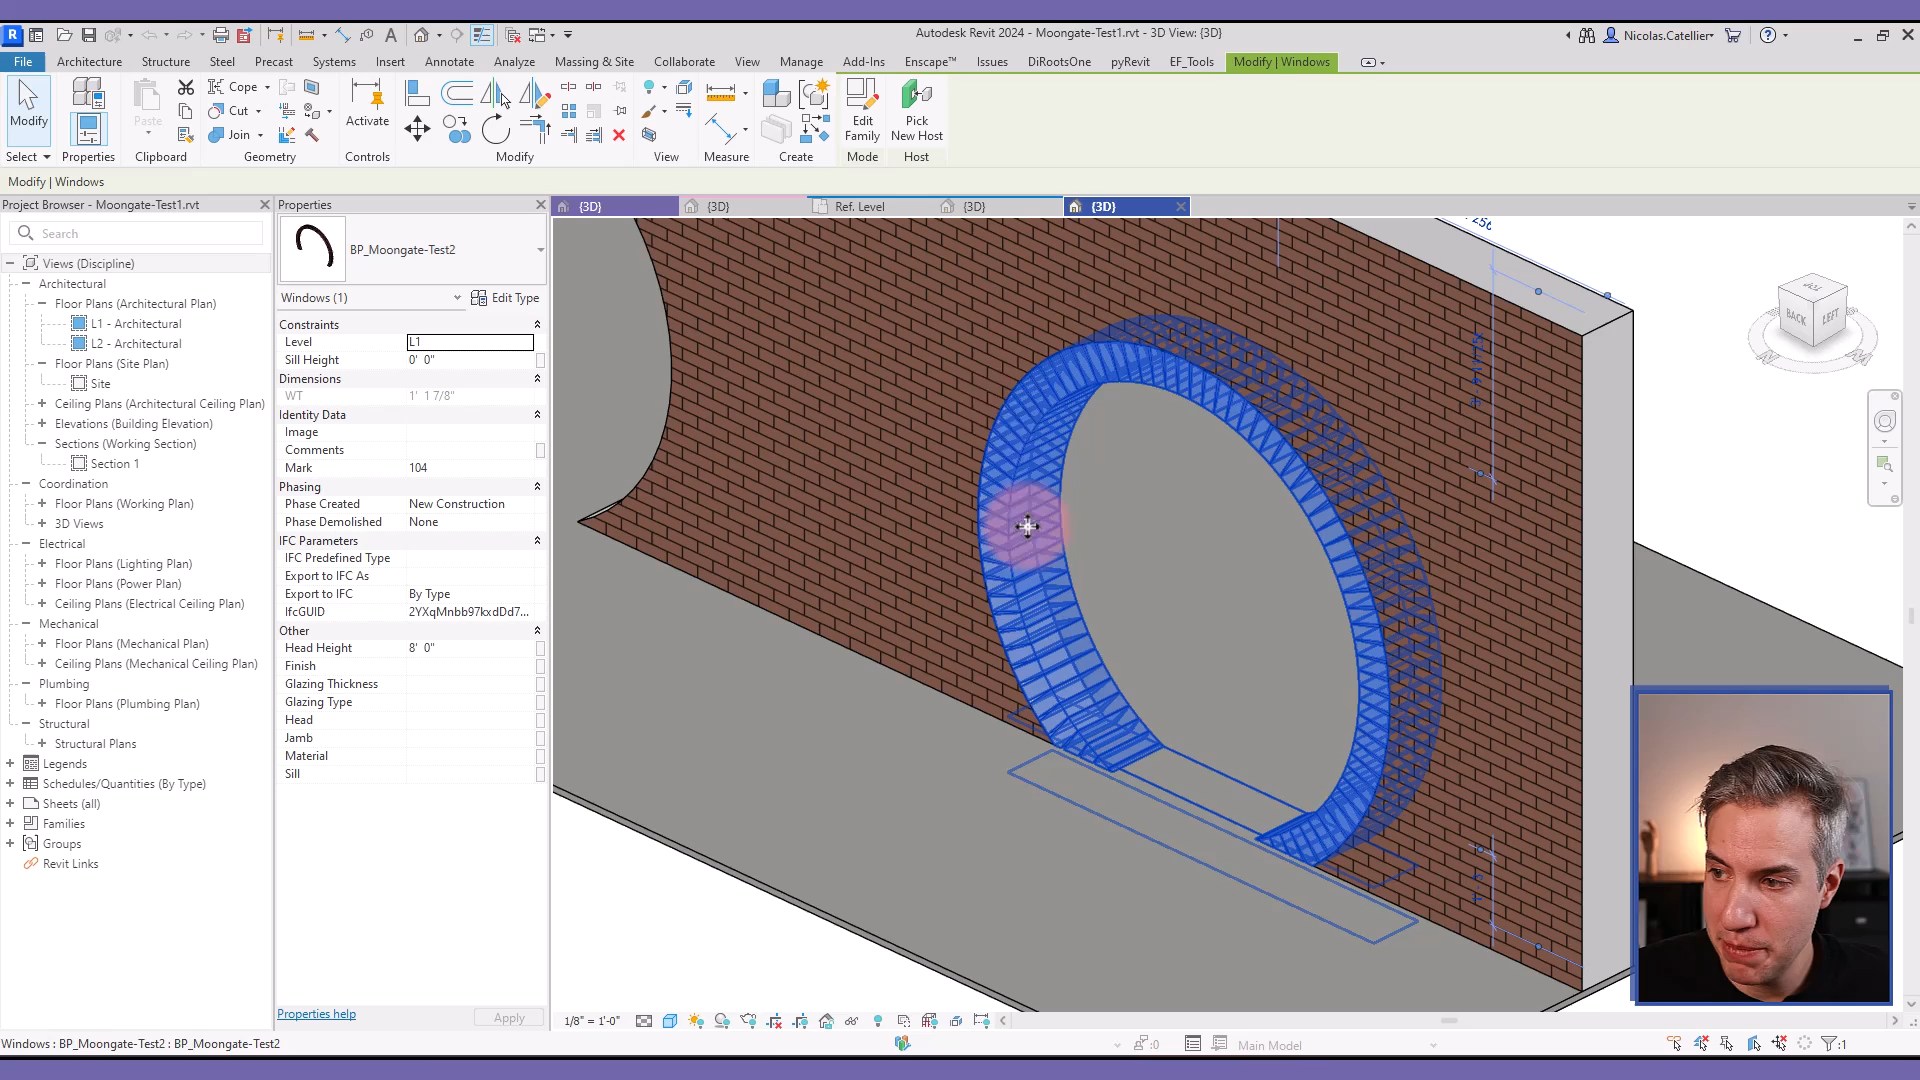 Autodesk Revit 2024 - Moongate-Test1.rvt - 3D View: {3D}
Nicolas.Catellier
File Architecture Structure Steel Precast Systems Insert Annotate Analyze Massing & Site Collaborate View Manage Add-Ins Enscape™ Issues DiRootsOne pyRevit EF_Tools Modify | Windows
Modify
Paste
Cope
Cut
Join
Activate
Edit Family
Pick New Host
Select Properties Clipboard Geometry Controls Modify View Measure Create Mode Host
Modify | Windows
Project Browser - Moongate-Test1.rvt
Search
Views (Discipline)
Architectural
Floor Plans (Architectural Plan)
L1 - Architectural
L2 - Architectural
Floor Plans (Site Plan)
Site
Ceiling Plans (Architectural Ceiling Plan)
Elevations (Building Elevation)
Sections (Working Section)
Section 1
Coordination
Floor Plans (Working Plan)
3D Views
Electrical
Floor Plans (Lighting Plan)
Floor Plans (Power Plan)
Ceiling Plans (Electrical Ceiling Plan)
Mechanical
Floor Plans (Mechanical Plan)
Ceiling Plans (Mechanical Ceiling Plan)
Plumbing
Floor Plans (Plumbing Plan)
Structural
Structural Plans
Legends
Schedules/Quantities (By Type)
Sheets (all)
Families
Groups
Revit Links
Properties
BP_Moongate-Test2
Windows (1)
Edit Type
Constraints
Level L1
Sill Height 0' 0"
Dimensions
WT 1' 1 7/8"
Identity Data
Image
Comments
Mark 104
Phasing
Phase Created New Construction
Phase Demolished None
IFC Parameters
IFC Predefined Type
Export to IFC As
Export to IFC By Type
IfcGUID 2YXqMnbb97kxdDd7...
Other
Head Height 8' 0"
Finish
Glazing Thickness
Glazing Type
Head
Jamb
Material
Sill
Properties help
Apply
{3D} {3D} Ref. Level {3D} {3D}
BACK
LEFT
1/8" = 1'-0"
Windows : BP_Moongate-Test2 : BP_Moongate-Test2
:0
Main Model
:1